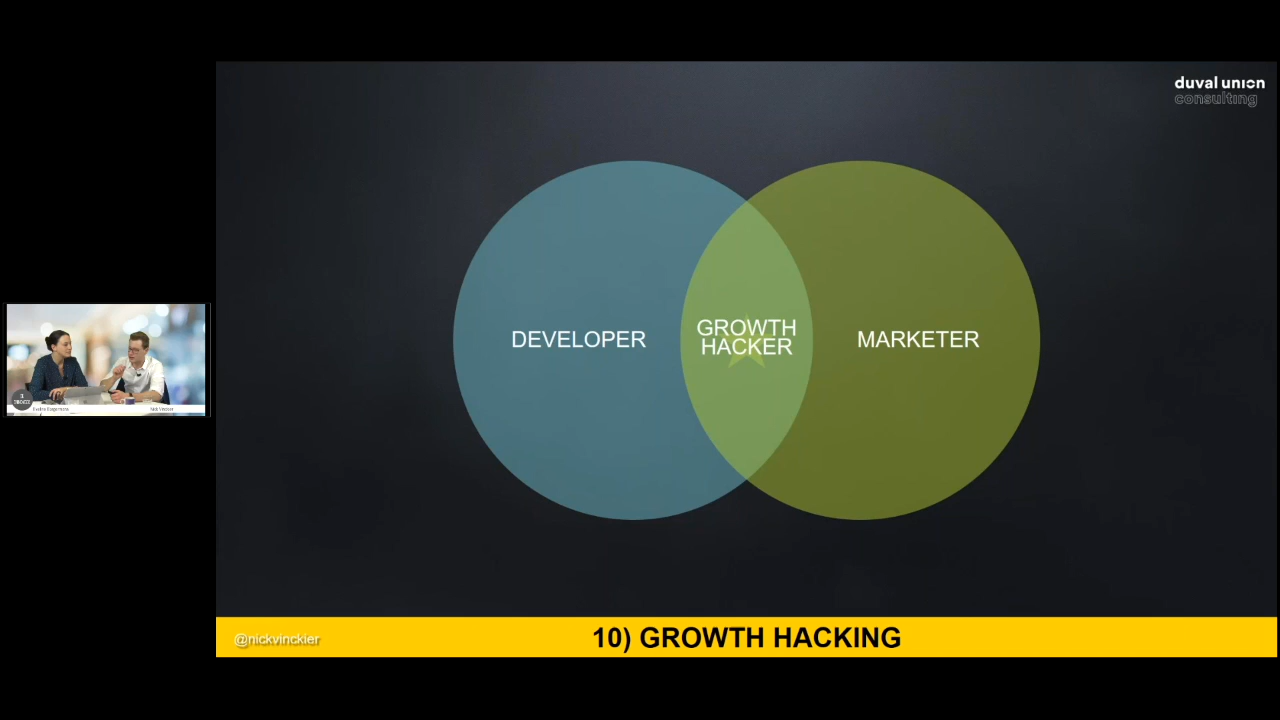 duval union
consulting
DEVELOPER
GROWTH
HACKER
MARKETER
@nickvinckier
10) GROWTH HACKING